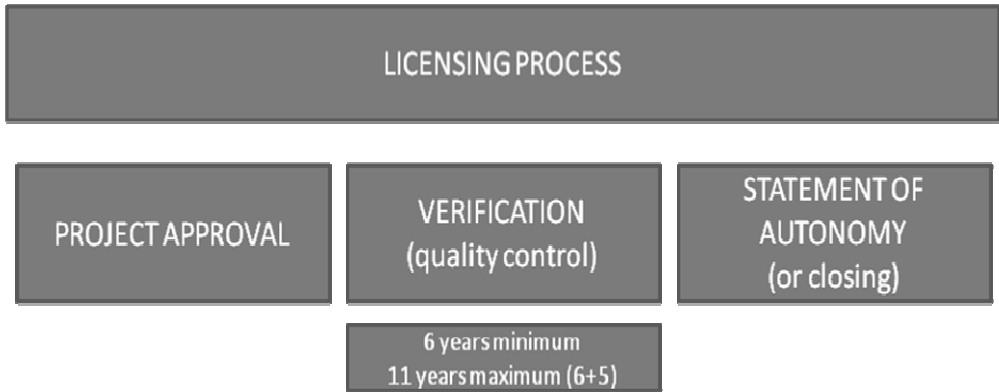 LICENSING PROCESS
PROJECT APPROVAL
VERIFICATION
(quality control)
STATEMENT OF
AUTONOMY
(or closing)
6 years minimum
11 years maximum (6+5)